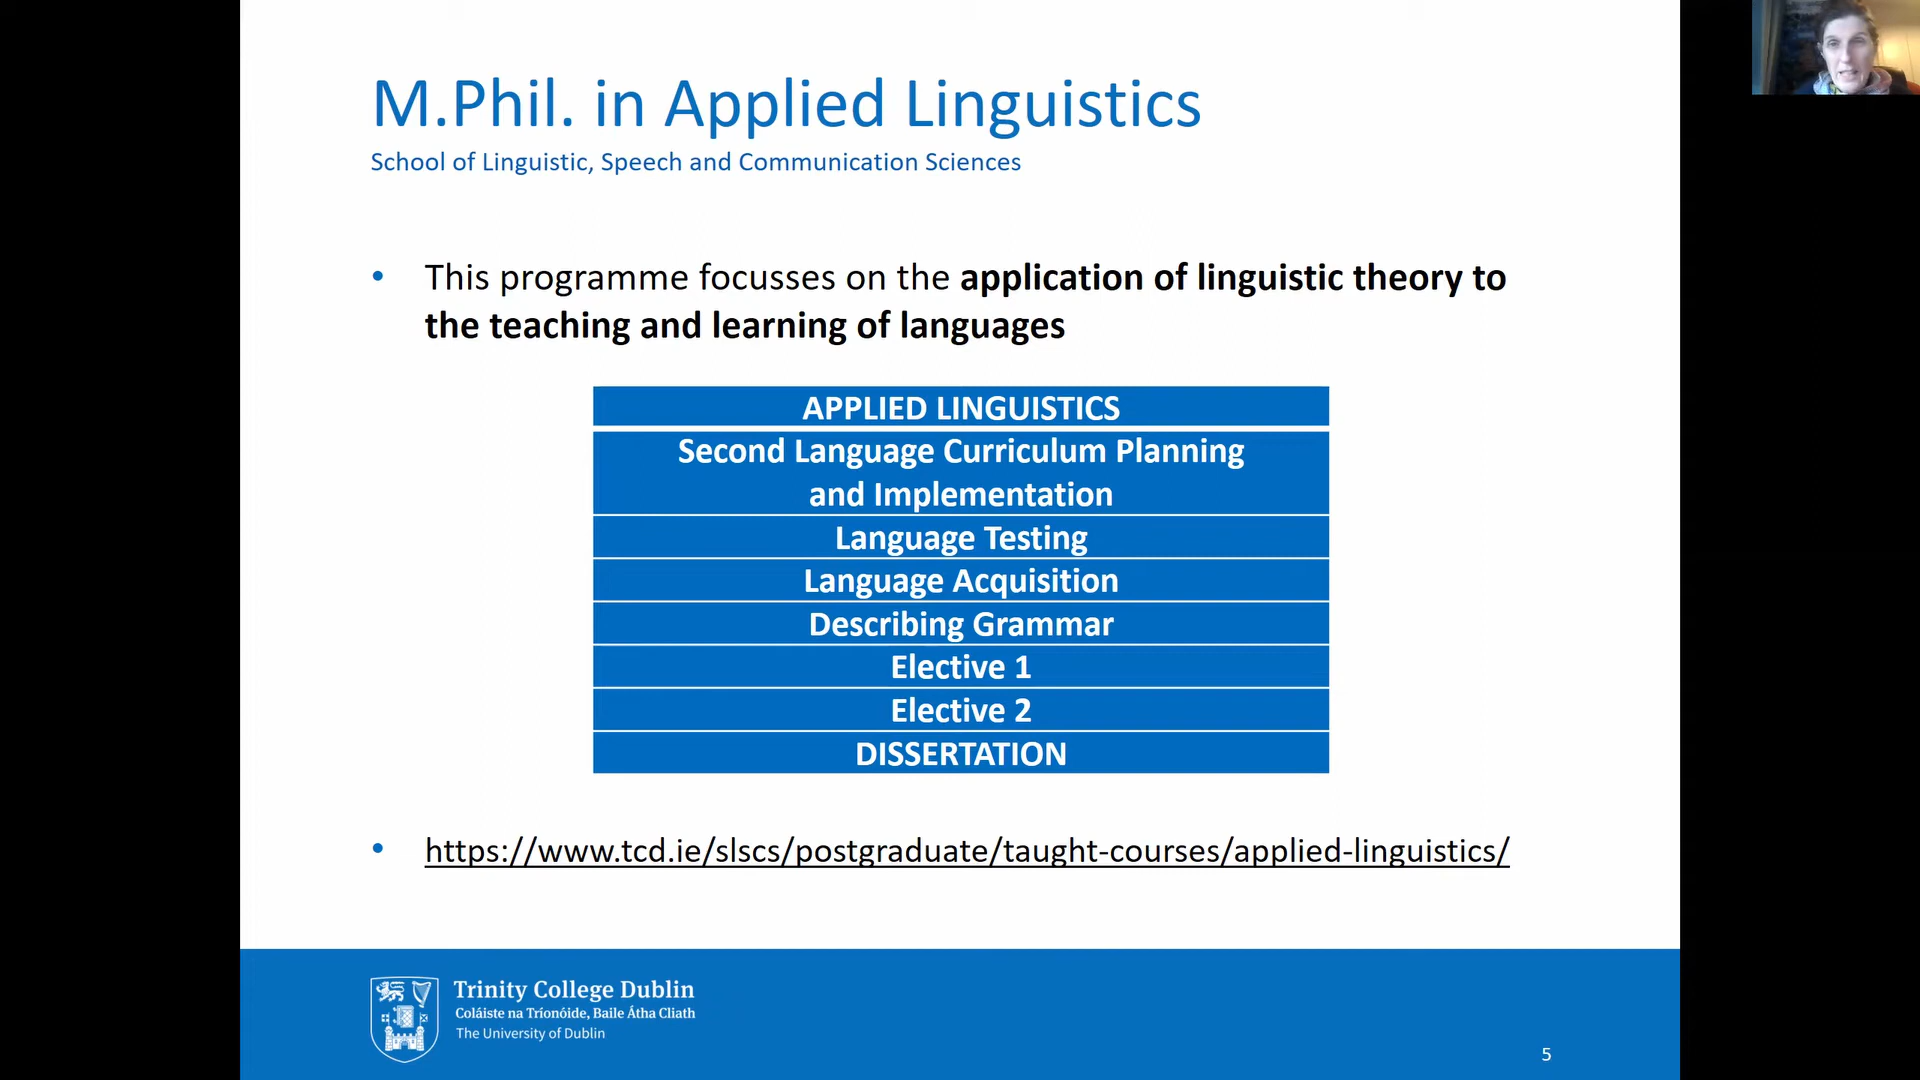 M.Phil. in Applied Linguistics
School of Linguistic, Speech and Communication Sciences
• This programme focusses on the application of linguistic theory to
the teaching and learning of languages
APPLIED LINGUISTICS
Second Language Curriculum Planning
and Implementation
Language Testing
Language Acquisition
Describing Grammar
Elective 1
Elective 2
DISSERTATION
• https://www.tcd.ie/slscs/postgraduate/taught-courses/applied-linguistics/
Trinity College Dublin
Coláiste na Tríonóide, Baile Átha Cliath
The University of Dublin
5